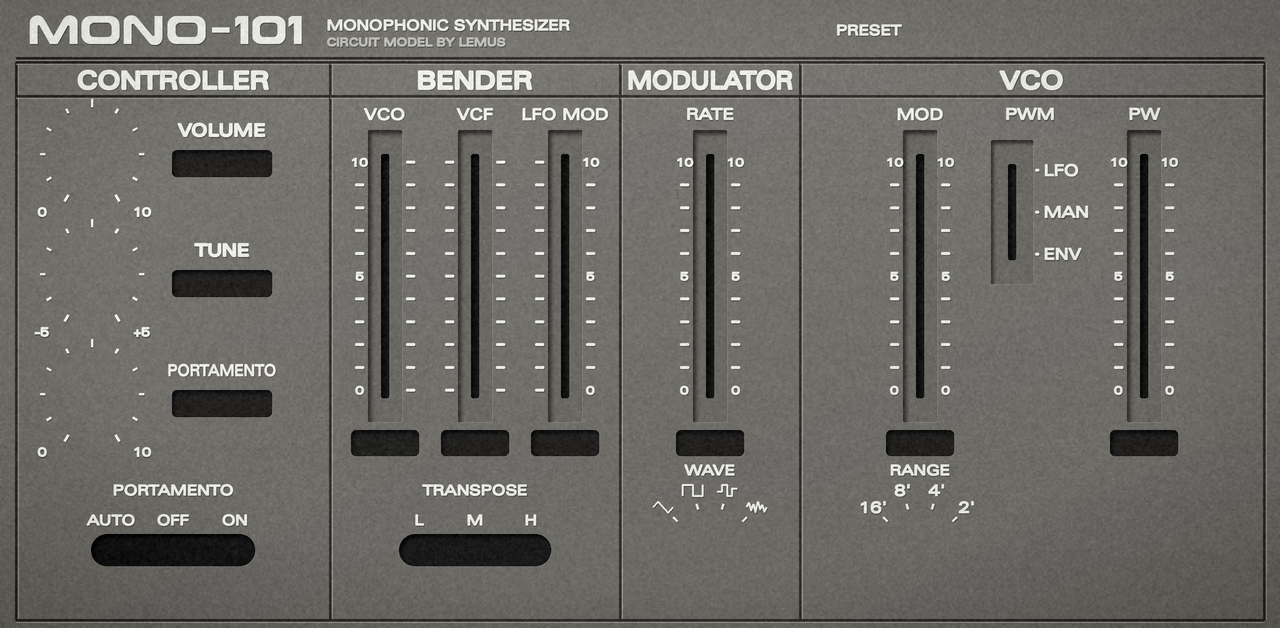 MONO-101 MONOPHONIC SYNTHESIZER PRESET
CIRCUIT MODEL BY LEMUS
CONTROLLER BENDER MODULATOR VCO
VCO VCF LFO MOD RATE MOD PWM PW
VOLUME
10 10 10 10 10 10 10 10
LFO
0 10
MAN
TUNE
ENV
5 5 5 5 5 5 5 5
-5 +5
PORTAMENTO
0 0 0 0 0 0 0 0
0 10
WAVE RANGE
PORTAMENTO TRANSPOSE
8' 4'
16' 2'
AUTO OFF ON L M H